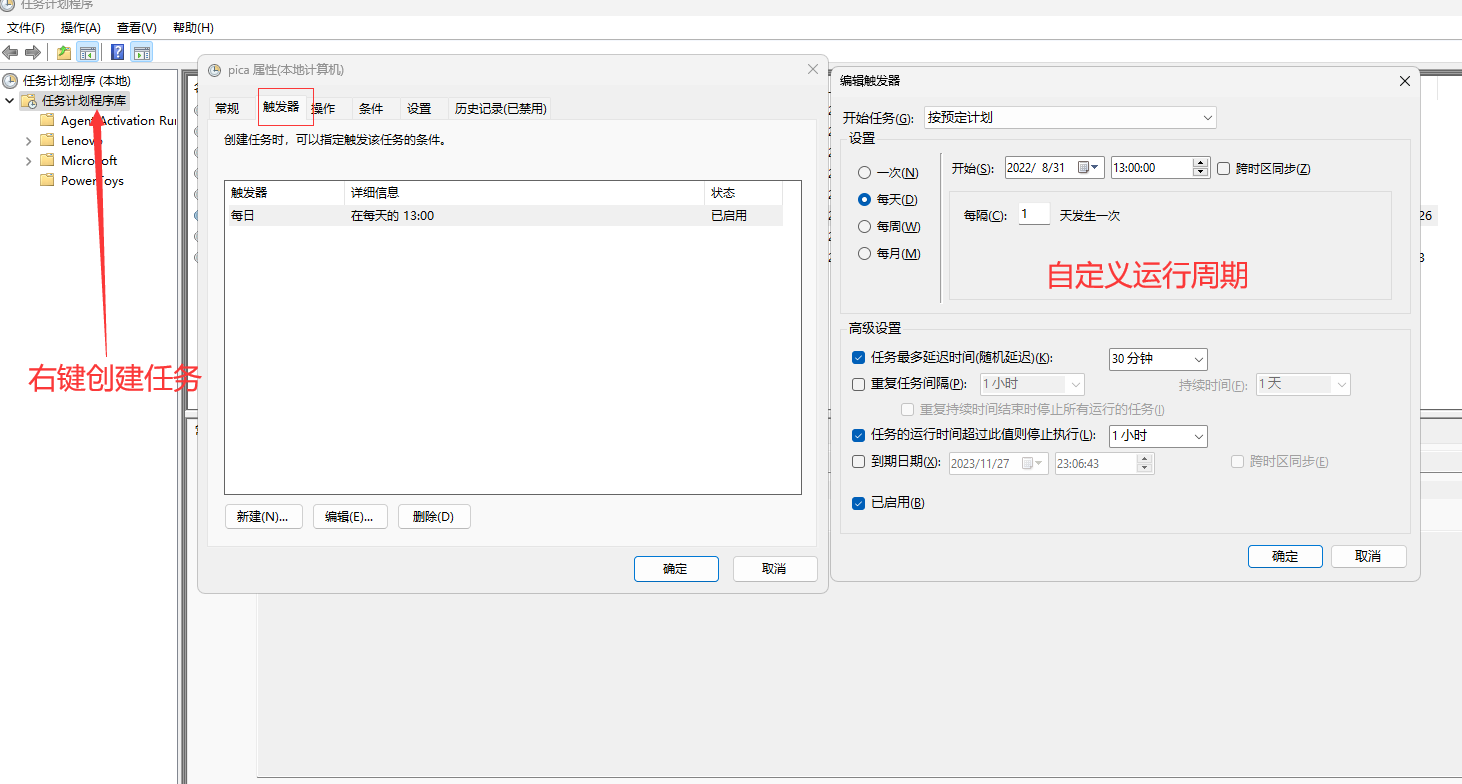 任务计划程序
文件(F) 操作(A) 查看(V) 帮助(H)
任务计划程序 (本地)
任务计划程序库
Agent Activation Run
Lenovo
Microsoft
PowerToys
右键创建任务
pica 属性(本地计算机)
常规 触发器 操作 条件 设置 历史记录(已禁用)
创建任务时，可以指定触发该任务的条件。
触发器 详细信息 状态
每日 在每天的 13:00 已启用
新建(N)... 编辑(E)... 删除(D)
确定 取消
编辑触发器
开始任务(G): 按预定计划
设置
一次(N)
每天(D)
每周(W)
每月(M)
开始(S): 2022/ 8/31 13:00:00 跨时区同步(Z)
每隔(C): 1 天发生一次
自定义运行周期
高级设置
任务最多延迟时间(随机延迟)(K): 30 分钟
重复任务间隔(P): 1 小时 持续时间(F): 1 天
重复持续时间结束时停止所有运行的任务(I)
任务的运行时间超过此值则停止执行(L): 1 小时
到期日期(X): 2023/11/27 23:06:43 跨时区同步(E)
已启用(B)
确定 取消
26